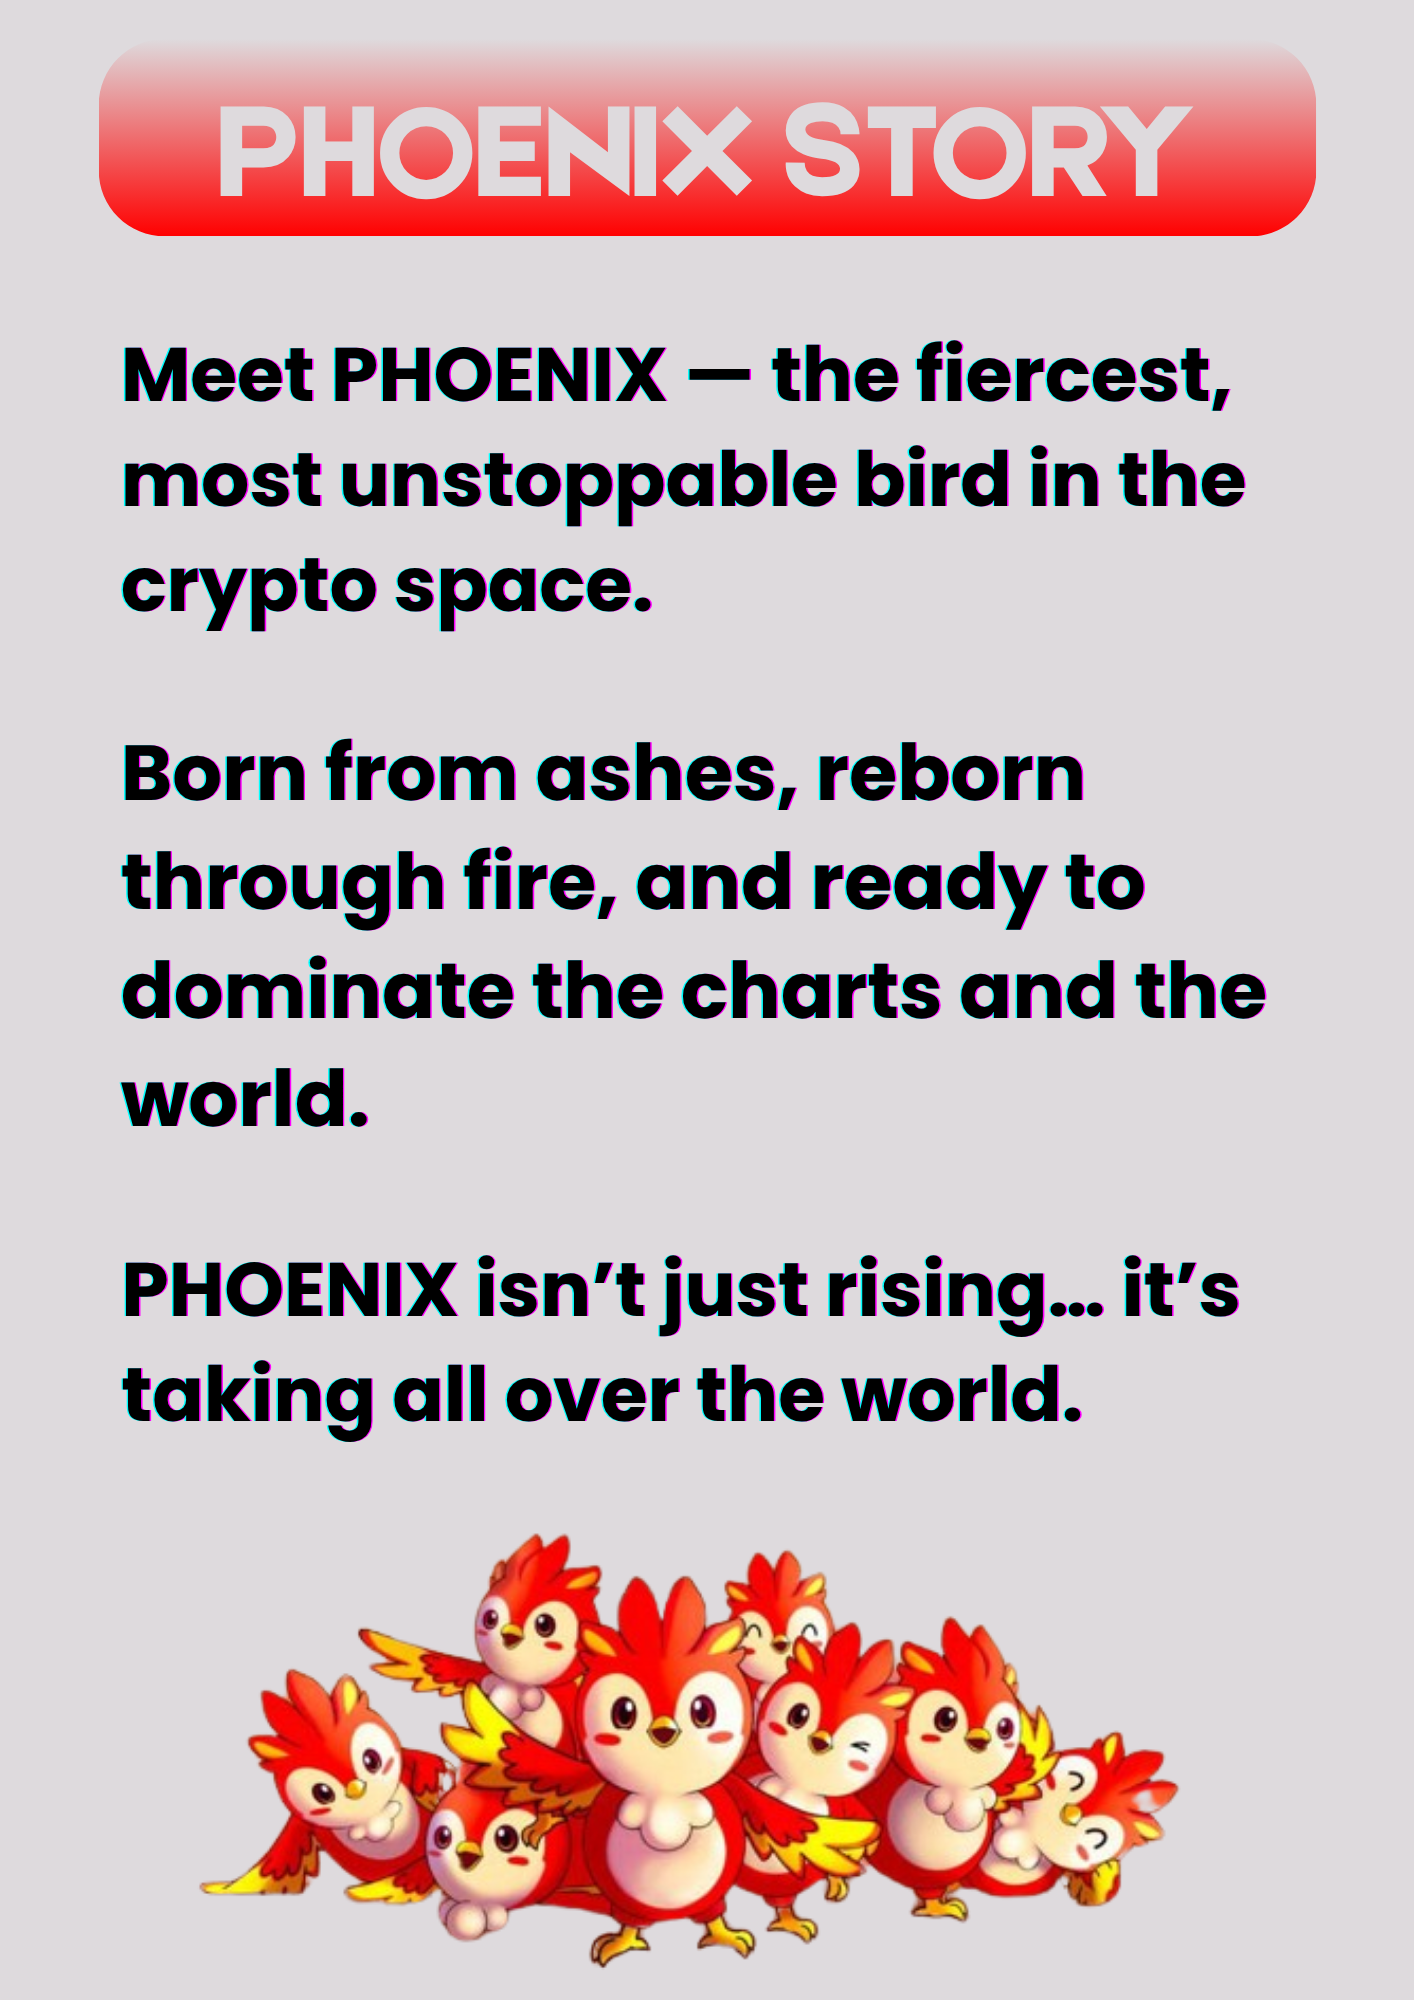 PHOENIX STORY
Meet PHOENIX — the fiercest,
most unstoppable bird in the
crypto space.
Born from ashes, reborn
through fire, and ready to
dominate the charts and the
world.
PHOENIX isn’t just rising... it’s
taking all over the world.